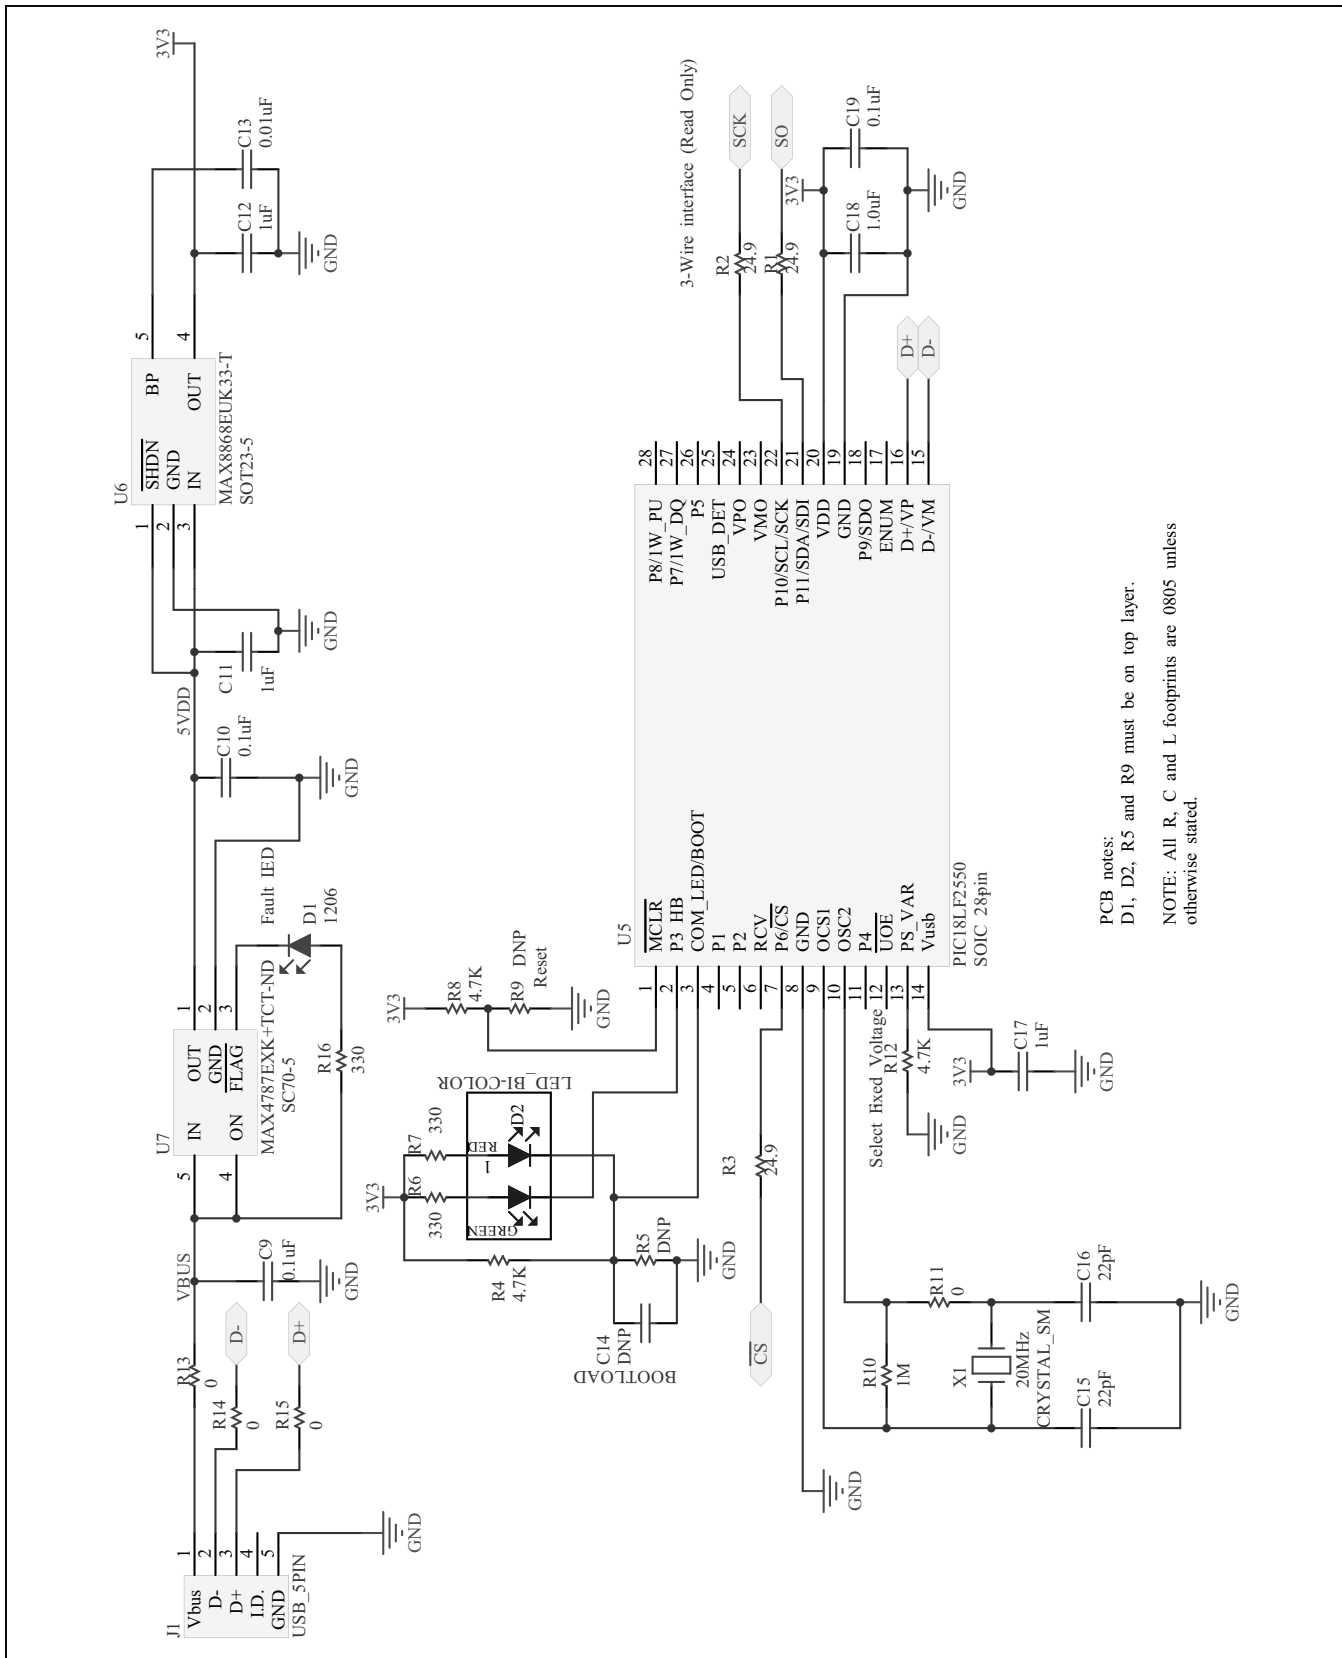 J1
Vbus
D-
D+
I.D.
GND
USB_5PIN
1
2
3
4
5
GND
R13
0
R14
0
R15
0
D-
D+
VBUS
C9
0.1uF
GND
U7
IN
ON
OUT
GND
FLAG
5
4
1
2
3
MAX4787EXK+TCT-ND
SC70-5
R16
330
Fault lED
D1
1206
C10
0.1uF
GND
5VDD
C11
1uF
GND
U6
SHDN
GND
IN
BP
OUT
1
2
3
5
4
MAX8868EUK33-T
SOT23-5
C12
1uF
C13
0.01uF
GND
3V3
3V3
R8
4.7K
R9
DNP
Reset
GND
3V3
R6
330
R7
330
LED_BI-COLOR
RED
1
GREEN
D2
R4
4.7K
R5
DNP
C14
DNP
GND
BOOTLOAD
CS
R3
24.9
U5
MCLR
P3 HB
COM_LED/BOOT
P1
P2
RCV
P6/CS
GND
OCS1
OSC2
P4
UOE
PS_VAR
Vusb
1
2
3
4
5
6
7
8
9
10
11
12
13
14
P8/1W_PU
P7/1W_DQ
P5
USB_DET
VPO
VMO
P10/SCL/SCK
P11/SDA/SDI
VDD
GND
P9/SDO
ENUM
D+/VP
D-/VM
28
27
26
25
24
23
22
21
20
19
18
17
16
15
PIC18LF2550
SOIC 28pin
3-Wire interface (Read Only)
SCK
SO
R2
24.9
R1
24.9
3V3
C18
1.0uF
C19
0.1uF
GND
D+
D-
Select fixed Voltage
R12
4.7K
GND
3V3
C17
1uF
GND
GND
R10
1M
R11
0
X1
20MHz
CRYSTAL_SM
C15
22pF
C16
22pF
GND
PCB notes:
D1, D2, R5 and R9 must be on top layer.
NOTE: All R, C and L footprints are 0805 unless
otherwise stated.